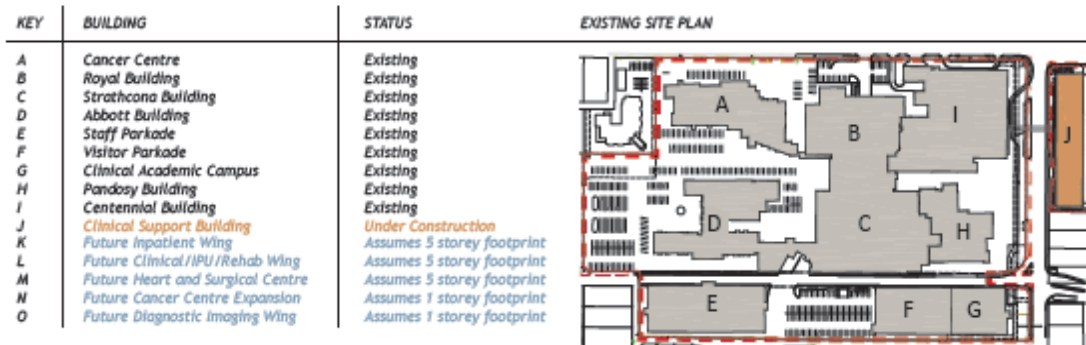 KEY BUILDING STATUS EXISTING SITE PLAN
A Cancer Centre Existing
B Royal Building Existing
C Strathcona Building Existing
D Abbott Building Existing
E Staff Parkade Existing
F Visitor Parkade Existing
G Clinical Academic Campus Existing
H Pandosy Building Existing
I Centennial Building Existing
J Clinical Support Building Under Construction
K Future Inpatient Wing Assumes 5 storey footprint
L Future Clinical/IPU/Rehab Wing Assumes 5 storey footprint
M Future Heart and Surgical Centre Assumes 5 storey footprint
N Future Cancer Centre Expansion Assumes 1 storey footprint
O Future Diagnostic Imaging Wing Assumes 1 storey footprint
A
B
I
J
D
C
H
E
F
G